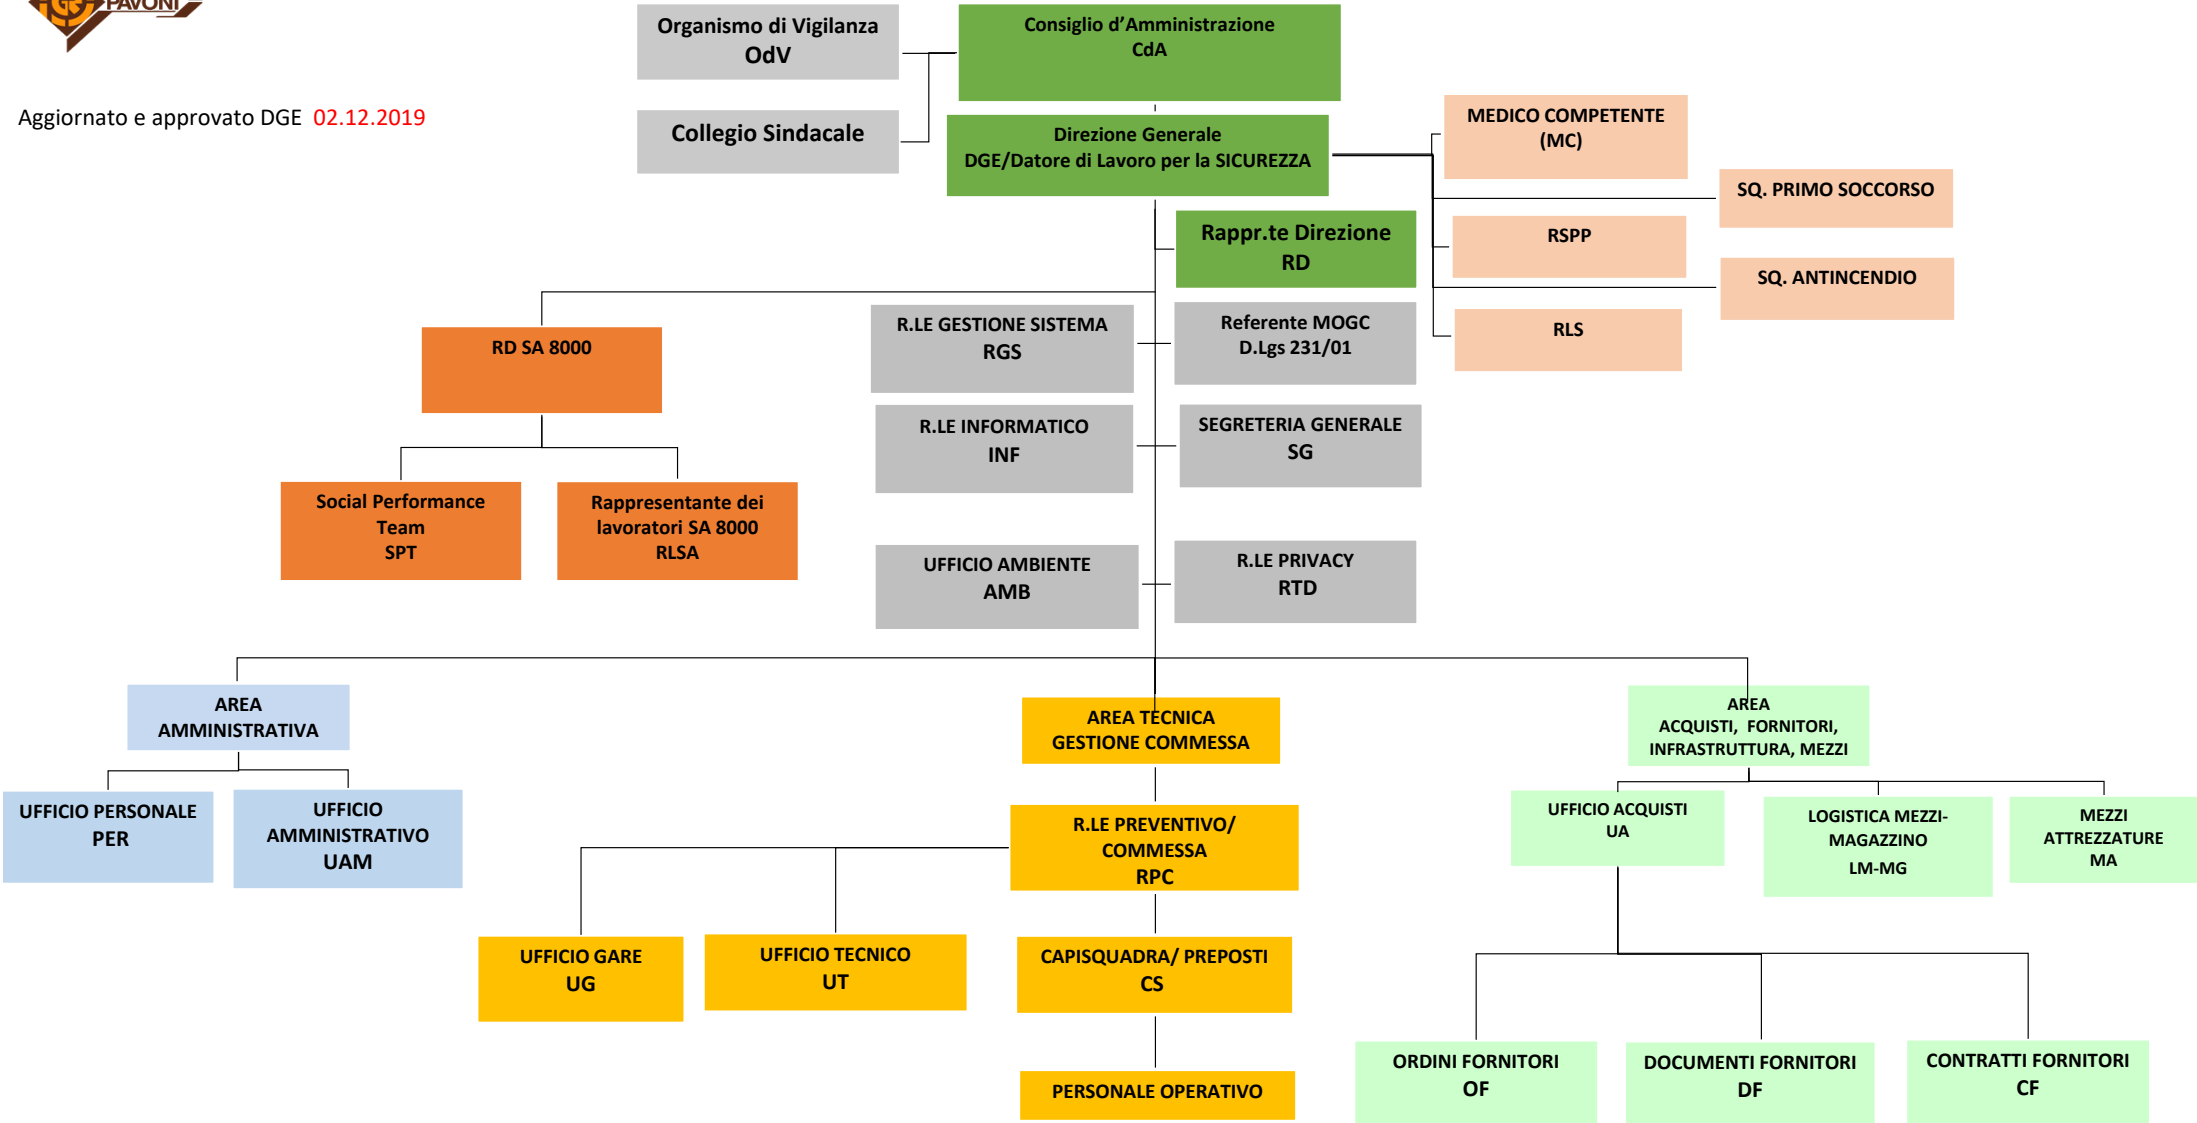 PAVONI
Aggiornato e approvato DGE 02.12.2019
Organismo di Vigilanza
OdV
Consiglio d’Amministrazione
CdA
Collegio Sindacale
Direzione Generale
DGE/Datore di Lavoro per la SICUREZZA
MEDICO COMPETENTE
(MC)
SQ. PRIMO SOCCORSO
Rappr.te Direzione
RD
RSPP
SQ. ANTINCENDIO
RLS
R.LE GESTIONE SISTEMA
RGS
Referente MOGC
D.Lgs 231/01
RD SA 8000
R.LE INFORMATICO
INF
SEGRETERIA GENERALE
SG
Social Performance
Team
SPT
Rappresentante dei
lavoratori SA 8000
RLSA
UFFICIO AMBIENTE
AMB
R.LE PRIVACY
RTD
AREA
AMMINISTRATIVA
AREA TECNICA
GESTIONE COMMESSA
AREA
ACQUISTI, FORNITORI,
INFRASTRUTTURA, MEZZI
UFFICIO PERSONALE
PER
UFFICIO
AMMINISTRATIVO
UAM
R.LE PREVENTIVO/
COMMESSA
RPC
UFFICIO ACQUISTI
UA
LOGISTICA MEZZI-
MAGAZZINO
LM-MG
MEZZI
ATTREZZATURE
MA
UFFICIO GARE
UG
UFFICIO TECNICO
UT
CAPISQUADRA/ PREPOSTI
CS
PERSONALE OPERATIVO
ORDINI FORNITORI
OF
DOCUMENTI FORNITORI
DF
CONTRATTI FORNITORI
CF